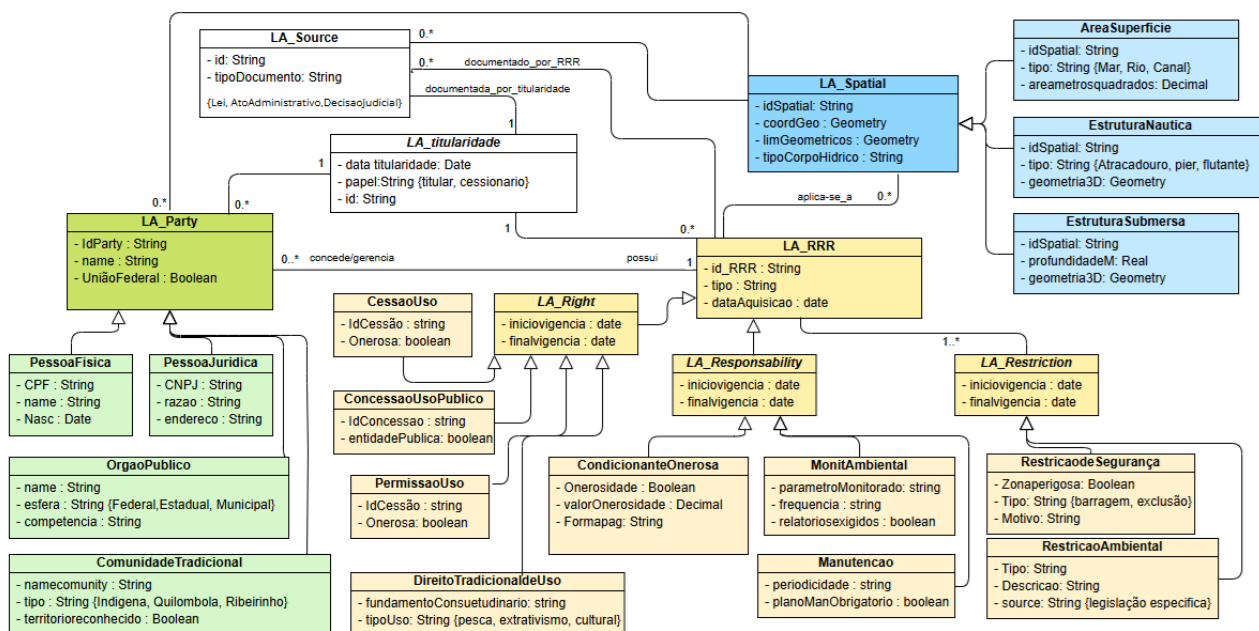 LA_Source
- id: String
- tipoDocumento: String
{Lei, AtoAdministrativo,DecisaoJudicial}
0..*
0.*
documentado_por_RRR
documentada_por_titularidade
1
LA_titularidade
- data titularidade: Date
- papel:String {titular, cessionario}
- id: String
1
1
0..*
0..*
LA_Spatial
- idSpatial: String
- coordGeo : Geometry
- limGeometricos : Geometry
- tipoCorpoHidrico : String
aplica-se_a
0..*
0..*
AreaSuperficie
- idSpatial: String
- tipo: String {Mar, Rio, Canal}
- areametrosquadrados: Decimal
EstruturaNautica
- idSpatial: String
- tipo: String {Atracadouro, pier, flutante}
- geometria3D: Geometry
EstruturaSubmersa
- idSpatial: String
- profundidadeM: Real
- geometria3D: Geometry
LA_Party
- IdParty : String
- name : String
- UniãoFederal : Boolean
0..*
concede/gerencia
possui
1
LA_RRR
- id_RRR : String
- tipo : String
- dataAquisicao : date
CessaoUso
- IdCessão : string
- Onerosa: boolean
LA_Right
- iniciovigencia : date
- finalvigencia : date
1..*
LA_Responsability
- iniciovigencia : date
- finalvigencia : date
LA_Restriction
- iniciovigencia : date
- finalvigencia : date
PessoaFisica
- CPF : String
- name : String
- Nasc : Date
PessoaJuridica
- CNPJ : String
- razao : String
- endereco : String
ConcessaoUsoPublico
- IdConcessao : string
- entidadePublica: boolean
OrgaoPublico
- name : String
- esfera : String {Federal,Estadual, Municipal}
- competencia : String
PermissaoUso
- IdCessão : string
- Onerosa: boolean
CondicionanteOnerosa
- Onerosidade : Boolean
- valorOnerosidade : Decimal
- Formapag: String
MonitAmbiental
- parametroMonitorado: string
- frequencia : string
- relatoriosexigidos : boolean
RestricaodeSegurança
- Zonaperigosa: Boolean
- Tipo: String {barragem, exclusão}
- Motivo: String
ComunidadeTradicional
- namecomunity : String
- tipo : String {Indigena, Quilombola, Ribeirinho}
- territorioreconhecido : Boolean
DireitoTradicionaldeUso
- fundamentoConsuetudinario: string
- tipoUso: String {pesca, extrativismo, cultural}
Manutencao
- periodicidade : string
- planoManObrigatorio : boolean
RestricaoAmbiental
- Tipo: String
- Descricao: String
- source: String {legislação especifica}